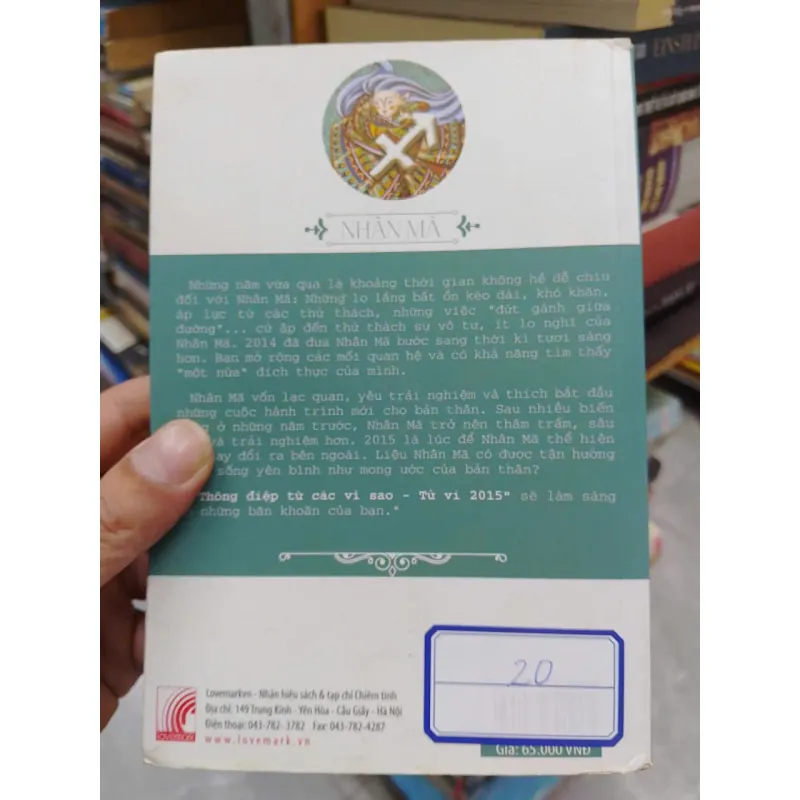 NHÂN MÃ
Những năm vừa qua là khoảng thời gian không hề dễ chịu
đối với Nhân Mã: Những lo lắng bất ổn kéo dài, khó khăn,
áp lực từ các thử thách, những việc "đứt gánh giữa
đường"... cứ ập đến thử thách sự vô tư, ít lo nghĩ của
Nhân Mã. 2014 đã đưa Nhân Mã bước sang thời kì tươi sáng
hơn. Bạn mở rộng các mối quan hệ và có khả năng tìm thấy
"một nửa" đích thực của mình.
Nhân Mã vốn lạc quan, yêu trải nghiệm và thích bắt đầu
những cuộc hành trình mới cho bản thân. Sau nhiều biến
ở những năm trước, Nhân Mã trở nên thâm trầm, sâu
và trải nghiệm hơn. 2015 là lúc để Nhân Mã thể hiện
đổi ra bên ngoài. Liệu Nhân Mã có được tận hưởng
sống yên bình như mong ước của bản thân?
Thông điệp từ các vì sao - Tử vi 2015" sẽ làm sáng
những băn khoăn của bạn."
20
Lovemarkvn - Nhãn hiệu sách & tạp chí Chiêm tinh
Địa chỉ: 149 Trung Kính - Yên Hòa - Cầu Giấy - Hà Nội
Điện thoại: 043-782- 3782 Fax: 043-782-4287
www.lovemark.vn
LOVEMARK
Giá: 65.000 VNĐ